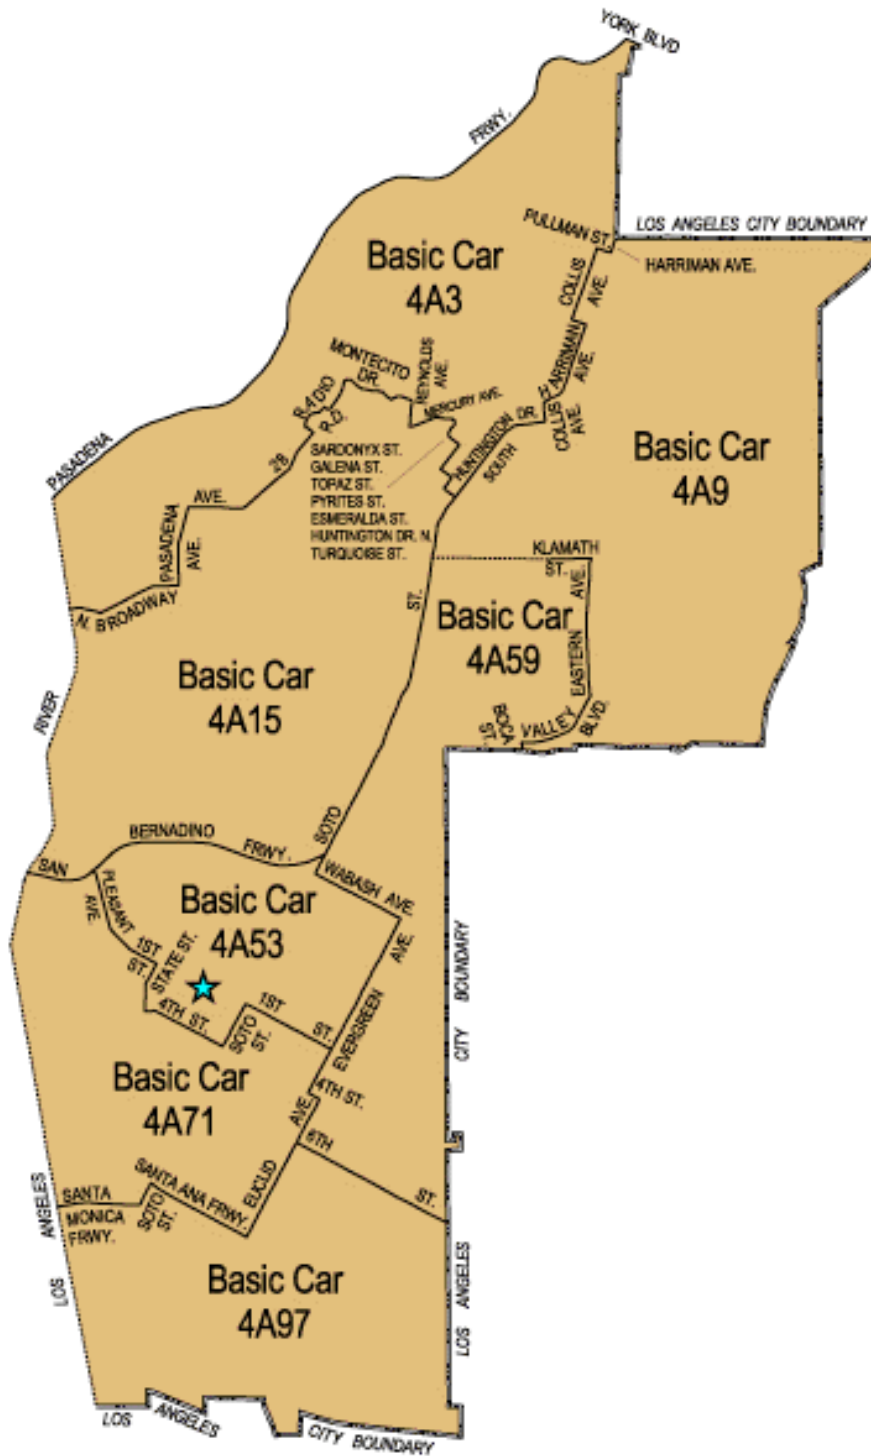 YORK BLVD
FRWY.
PULLMAN ST.
LOS ANGELES CITY BOUNDARY
HARRIMAN AVE.
Basic Car
4A3
COLLIS
AVE.
MONTECITO
DR.
REYNOLDS
AVE.
HARRIMAN
AVE.
RADIO
RD.
MERCURY AVE.
HUNTINGTON DR.
SOUTH
COLLIS
AVE.
PASADENA
28
AVE.
SARDONYX ST.
GALENA ST.
TOPAZ ST.
PYRITES ST.
ESMERALDA ST.
HUNTINGTON DR. N.
TURQUOISE ST.
Basic Car
4A9
PASADENA
AVE.
N. BROADWAY
KLAMATH
ST.
AVE.
ST.
Basic Car
4A59
EASTERN
Basic Car
4A15
RIVER
BOCA
ST.
VALLEY
BLVD.
SOTO
BERNADINO
FRWY.
SAN
WABASH AVE.
PLEASANT
AVE.
Basic Car
4A53
1ST
ST.
STATE ST.
AVE.
CITY BOUNDARY
4TH ST.
SOTO
ST.
1ST
ST.
EVERGREEN
Basic Car
4A71
4TH ST.
AVE.
6TH
ST.
EUCLID
SANTA
MONICA
FRWY.
SOTO
ST.
SANTA ANA FRWY.
LOS ANGELES
Basic Car
4A97
LOS ANGELES
LOS ANGELES CITY BOUNDARY